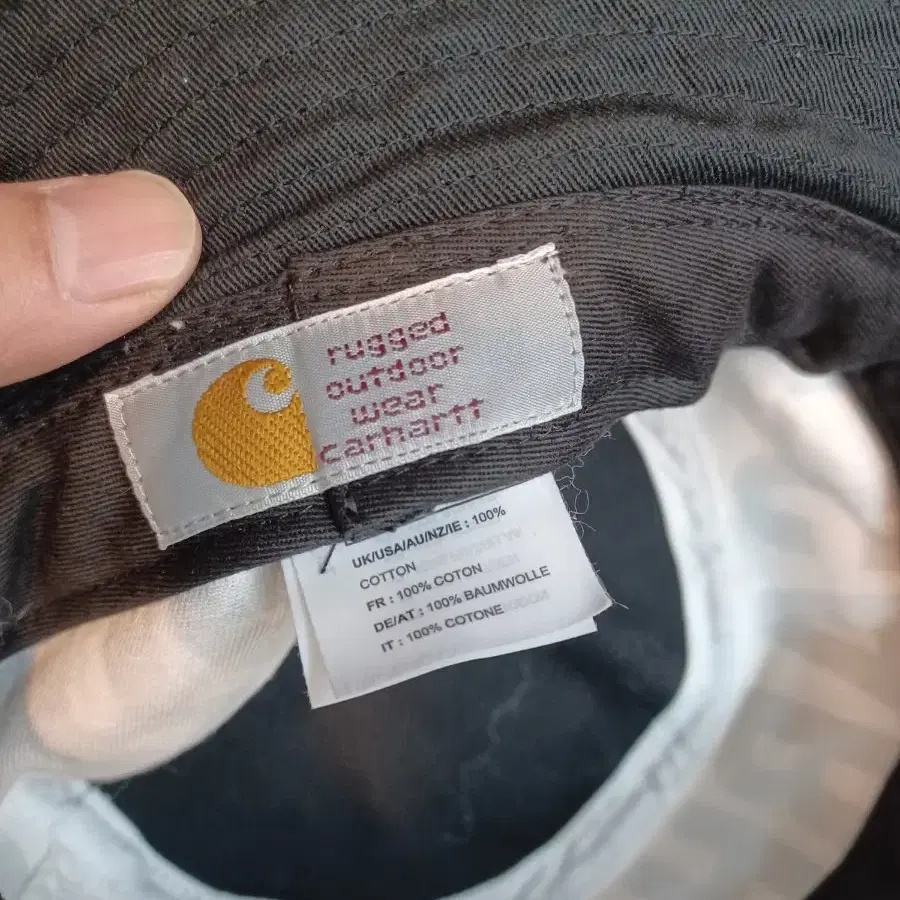 rugged
outdoor
wear
carhartt
UK/USA/AU/NZ/IE : 100%
COTTON
FR : 100% COTON
DE/AT : 100% BAUMWOLLE
IT : 100% COTONE